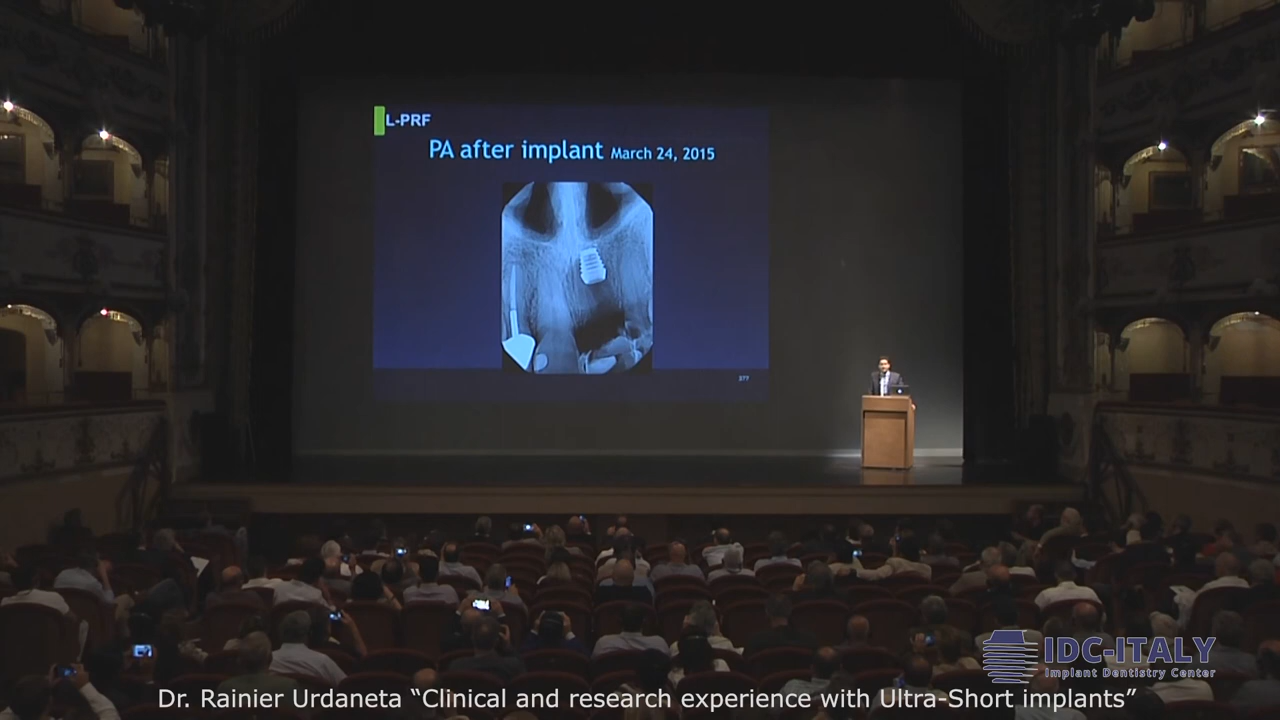 L-PRF
PA after implant March 24, 2015
377
IDC-ITALY
Implant Dentistry Center
Dr. Rainier Urdaneta “Clinical and research experience with Ultra-Short implants”